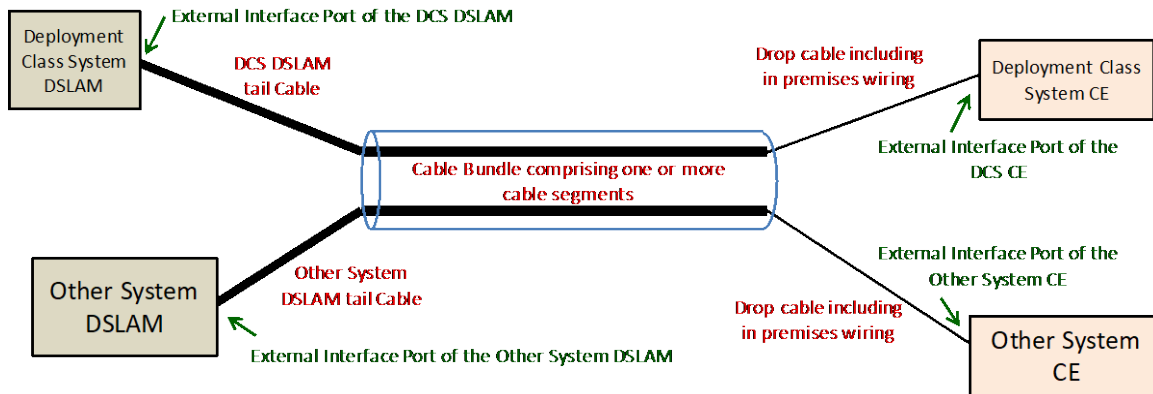 External Interface Port of the DCS DSLAM
Deployment
Class System
DSLAM
DCS DSLAM
tail Cable
Drop cable including
in premises wiring
Deployment Class
System CE
External Interface Port of the
DCS CE
Cable Bundle comprising one or more
cable segments
Other System
DSLAM
Other System
DSLAM tail Cable
External Interface Port of the Other System DSLAM
External Interface Port of the
Other System CE
Drop cable including
in premises wiring
Other System
CE